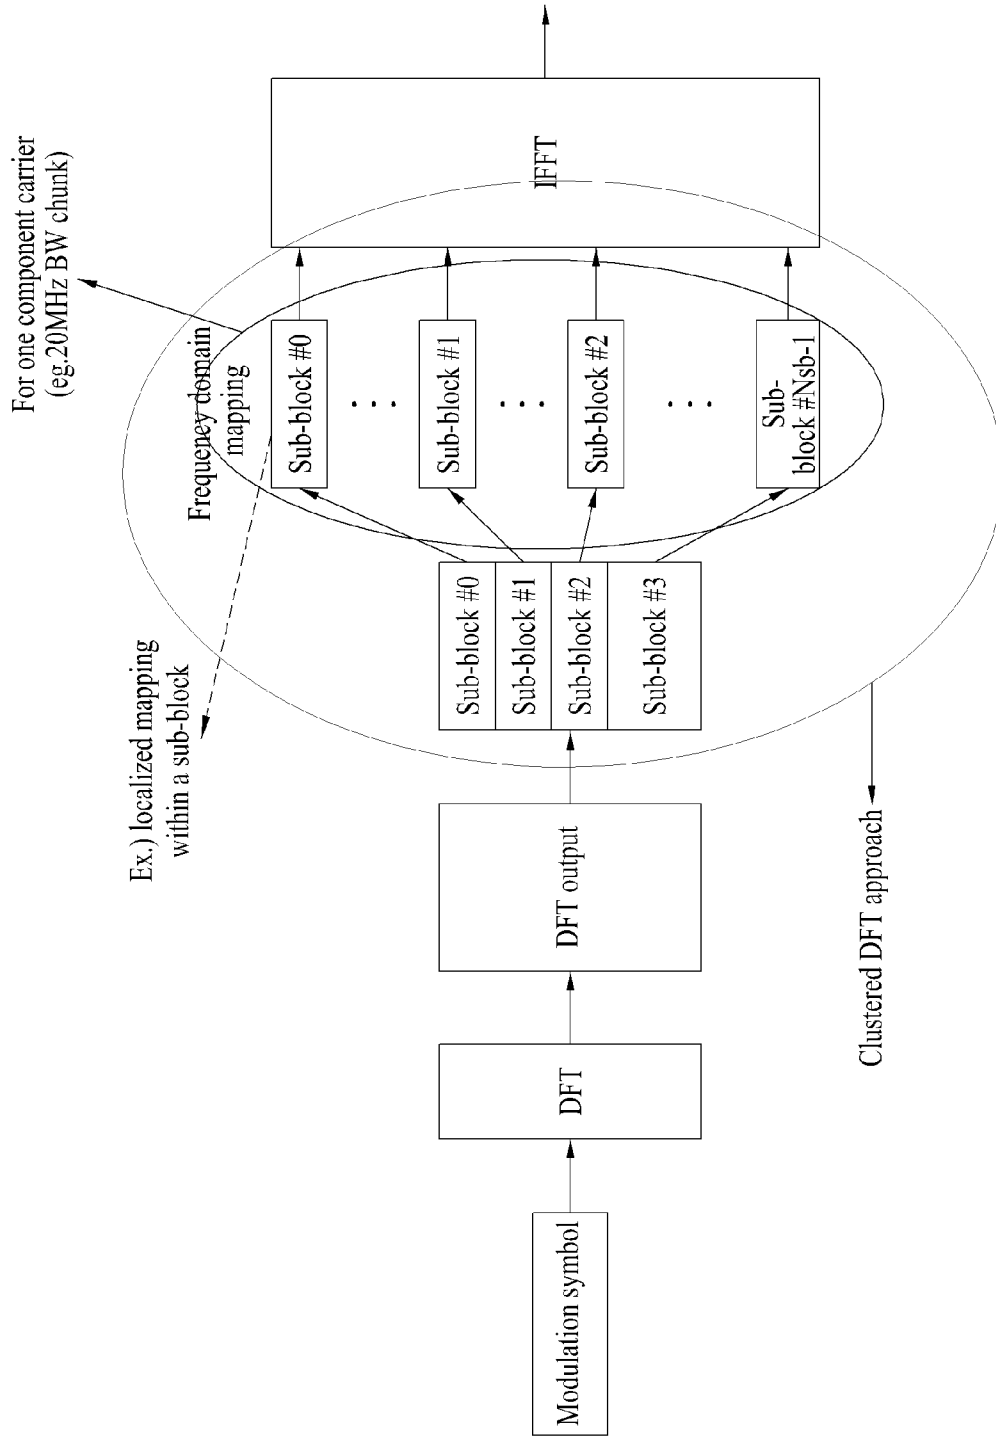 For one component carrier
(eg.20MHz BW chunk)
Ex.) localized mapping
within a sub-block
Frequency domain
mapping
Modulation symbol
DFT
DFT output
Sub-block #0
Sub-block #1
Sub-block #2
Sub-block #3
Sub-block #0
Sub-block #1
Sub-block #2
Sub-
block #Nsb-1
IFFT
Clustered DFT approach